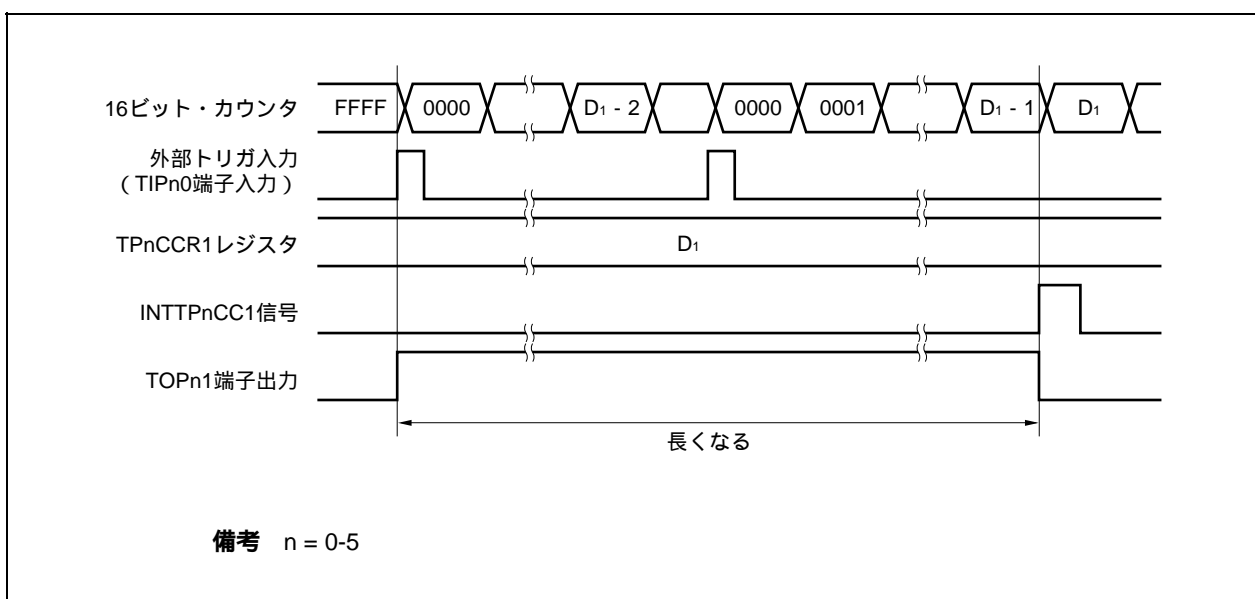 16ビット・カウンタ FFFF 0000 D₁ - 2 0000 0001 D₁ - 1 D₁
外部トリガ入力
（TIPn0端子入力）
TPnCCR1レジスタ D₁
INTTPnCC1信号
TOPn1端子出力
長くなる
備考 n = 0-5